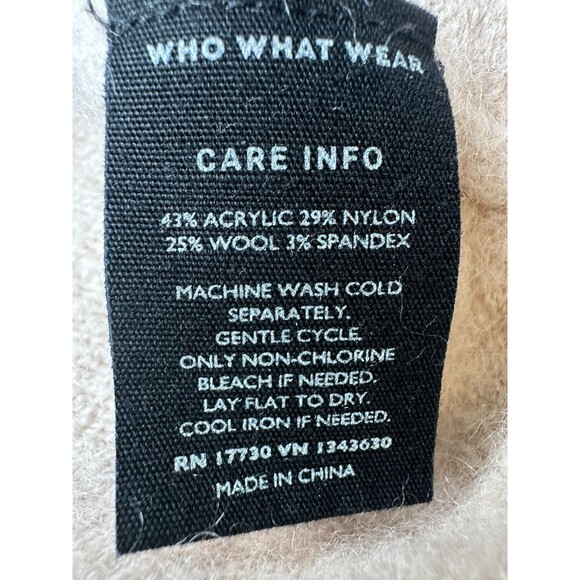 WHO WHAT WEAR
CARE INFO
43% ACRYLIC 29% NYLON
25% WOOL 3% SPANDEX
MACHINE WASH COLD
SEPARATELY.
GENTLE CYCLE.
ONLY NON-CHLORINE
BLEACH IF NEEDED.
LAY FLAT TO DRY.
COOL IRON IF NEEDED.
RN 17730 VN 1343630
MADE IN CHINA